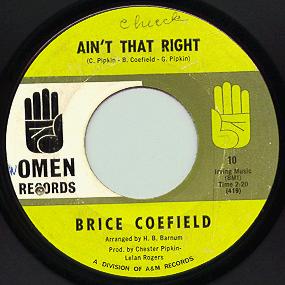 Chuck
AIN'T THAT RIGHT
(C. Pipkin - B. Coefield - G. Pipkin)
OMEN
RECORDS
10
Irving Music
(BMI)
Time 2:20
(419)
BRICE COEFIELD
Arranged by H. B. Barnum
Prod. by Chester Pipkin-
Lelan Rogers
A DIVISION OF A&M RECORDS